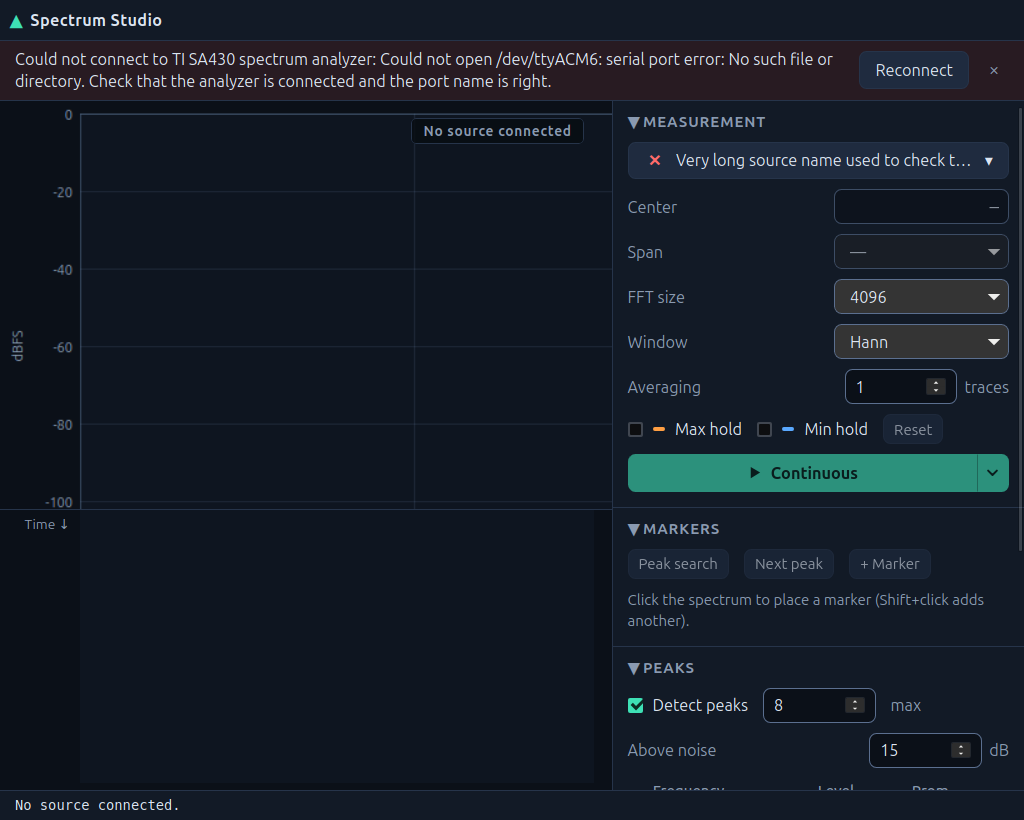 Spectrum Studio
Could not connect to TI SA430 spectrum analyzer: Could not open /dev/ttyACM6: serial port error: No such file or
directory. Check that the analyzer is connected and the port name is right.
Reconnect ×
0
-20
-40
-60
-80
-100
dBFS
No source connected
Time ↓
▼ MEASUREMENT
✕ Very long source name used to check t… ▼
Center –
Span —
FFT size 4096
Window Hann
Averaging 1 traces
Max hold Min hold Reset
▶ Continuous
▼ MARKERS
Peak search Next peak + Marker
Click the spectrum to place a marker (Shift+click adds
another).
▼ PEAKS
Detect peaks 8 max
Above noise 15 dB
Frequency Level Prom
No source connected.